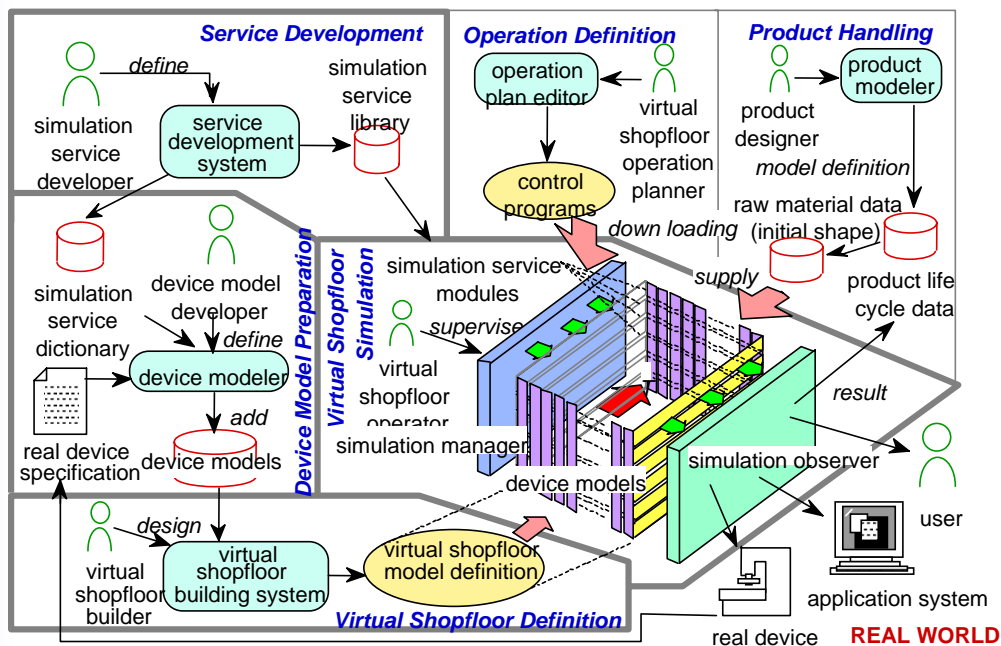 Service Development
define
simulation
service
developer
service
development
system
simulation
service
library
Operation Definition
operation
plan editor
virtual
shopfloor
operation
planner
control
programs
down loading
Product Handling
product
modeler
product
designer
model definition
raw material data
(initial shape)
supply
product life
cycle data
Device Model Preparation
simulation
service
dictionary
device model
developer
define
device modeler
add
real device
specification
device models
Virtual Shopfloor
Simulation
simulation service
modules
supervise
virtual
shopfloor
operator
simulation manager
device models
simulation observer
result
user
application system
real device
REAL WORLD
design
virtual
shopfloor
builder
virtual
shopfloor
building system
virtual shopfloor
model definition
Virtual Shopfloor Definition